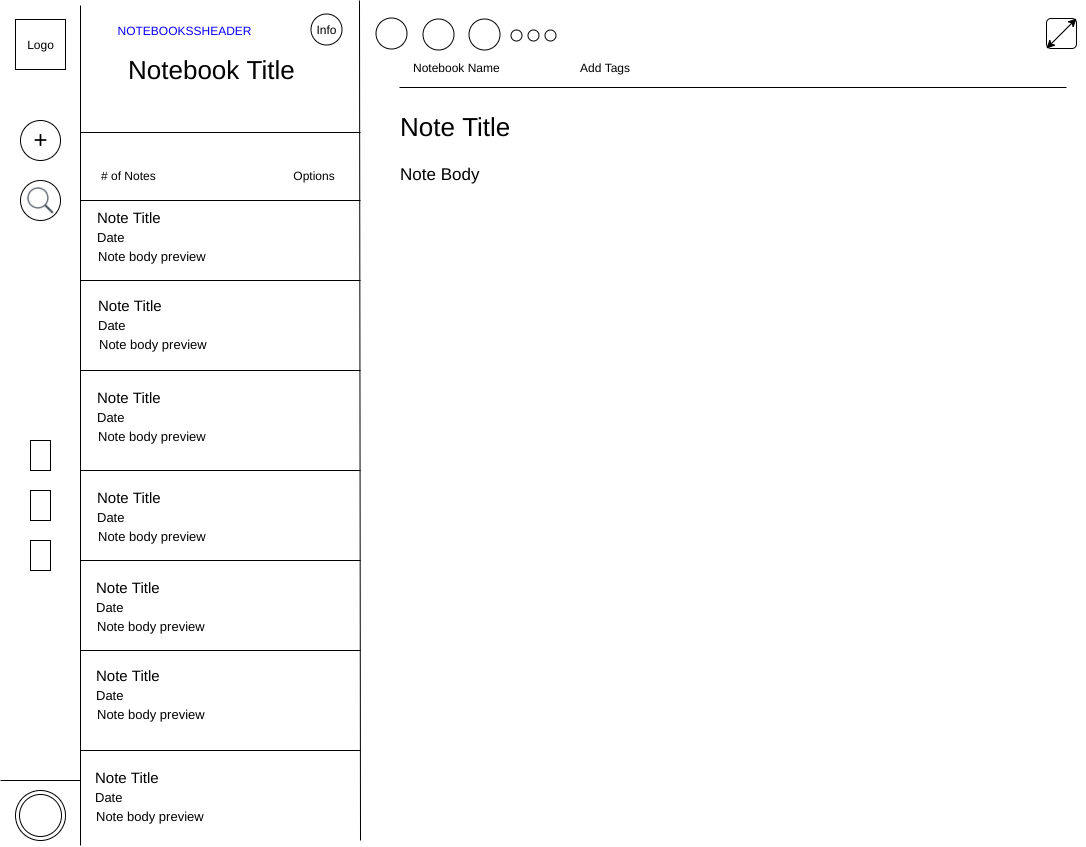 Logo
+
NOTEBOOKSSHEADER
Info
Notebook Title
# of Notes
Options
Note Title
Date
Note body preview
Note Title
Date
Note body preview
Note Title
Date
Note body preview
Note Title
Date
Note body preview
Note Title
Date
Note body preview
Note Title
Date
Note body preview
Note Title
Date
Note body preview
Notebook Name
Add Tags
Note Title
Note Body